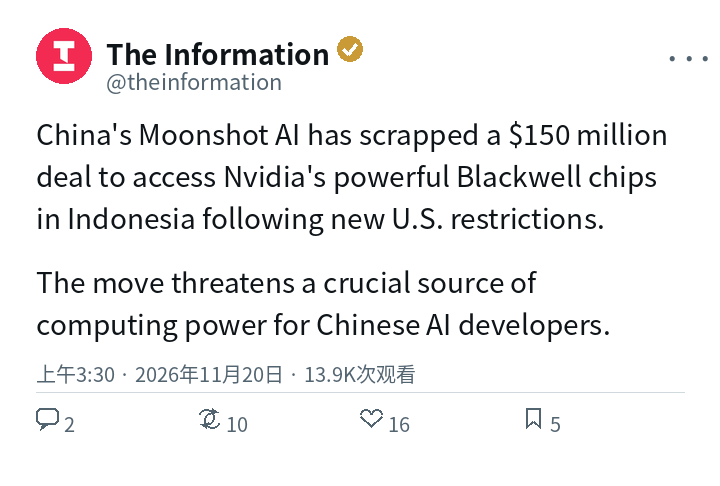 The Information
@theinformation
China's Moonshot AI has scrapped a $150 million
deal to access Nvidia's powerful Blackwell chips
in Indonesia following new U.S. restrictions.
The move threatens a crucial source of
computing power for Chinese AI developers.
上午3:30 · 2026年11月20日 · 13.9K次观看
2 10 16 5